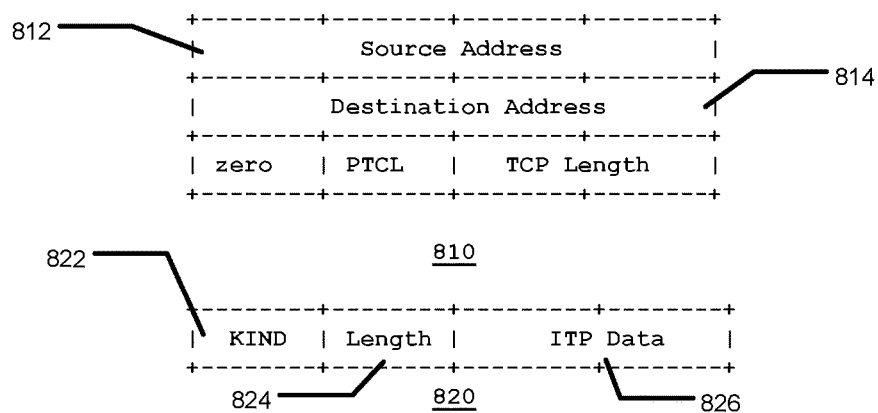 +-------+-------+-------+-------+
812 | Source Address |
+-------+-------+-------+-------+
| Destination Address | 814
+-------+-------+-------+-------+
| zero | PTCL | TCP Length |
+-------+-------+-------+-------+
822 810
+-------+-------+--------+-------+
| KIND | Length | ITP Data |
+-------+-------+--------+-------+
824 820 826